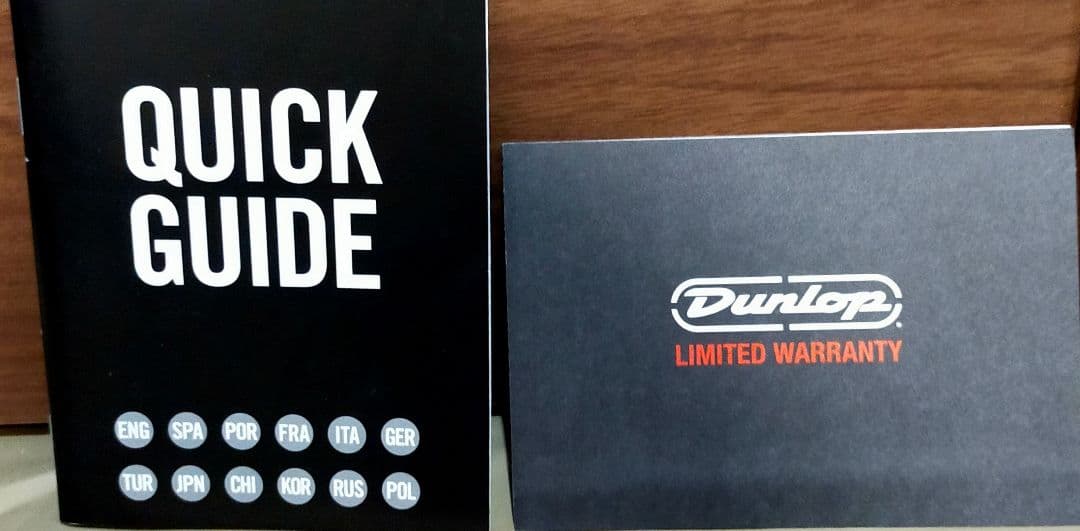 QUICK
GUIDE
ENG SPA POR FRA ITA GER
TUR JPN CHI KOR RUS POL
Dunlop
LIMITED WARRANTY